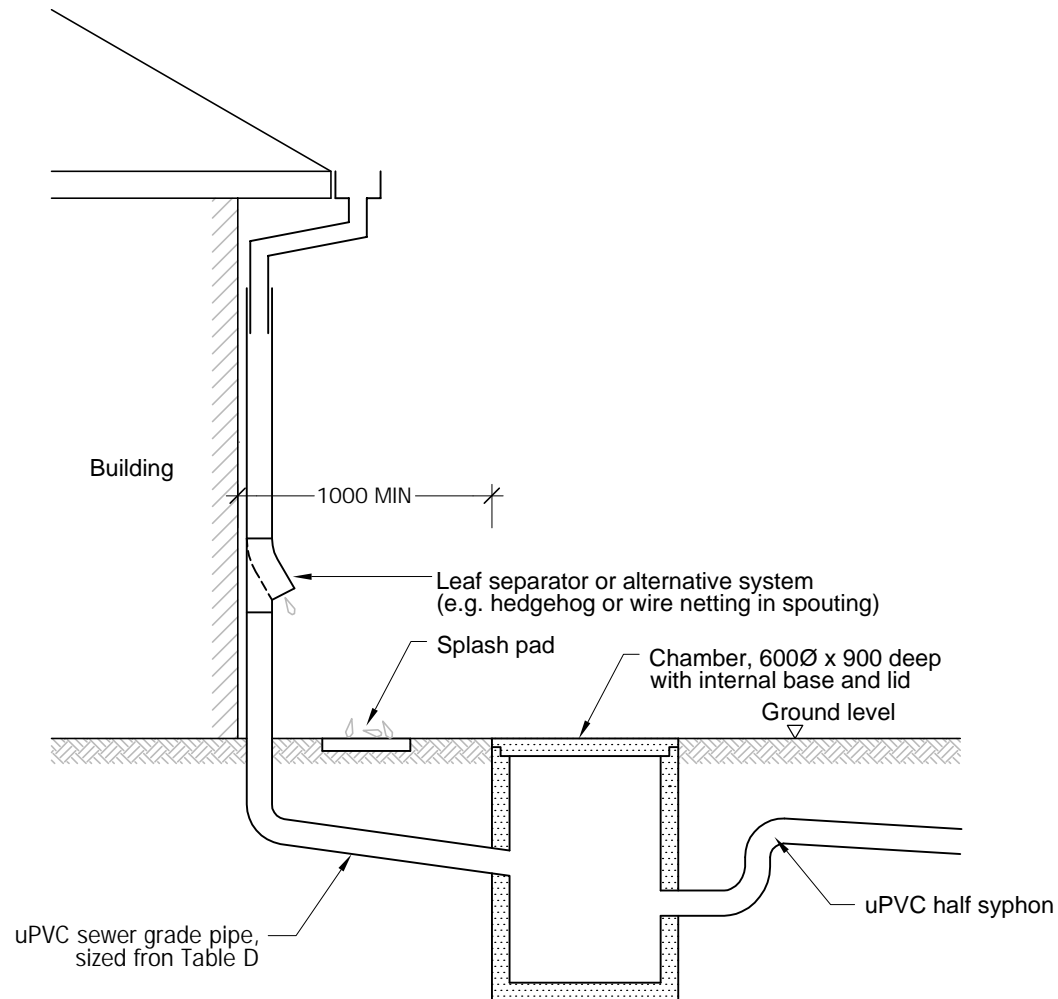 Building
1000 MIN
Leaf separator or alternative system
(e.g. hedgehog or wire netting in spouting)
Splash pad
Chamber, 600Ø x 900 deep
with internal base and lid
Ground level
uPVC half syphon
uPVC sewer grade pipe,
sized fron Table D